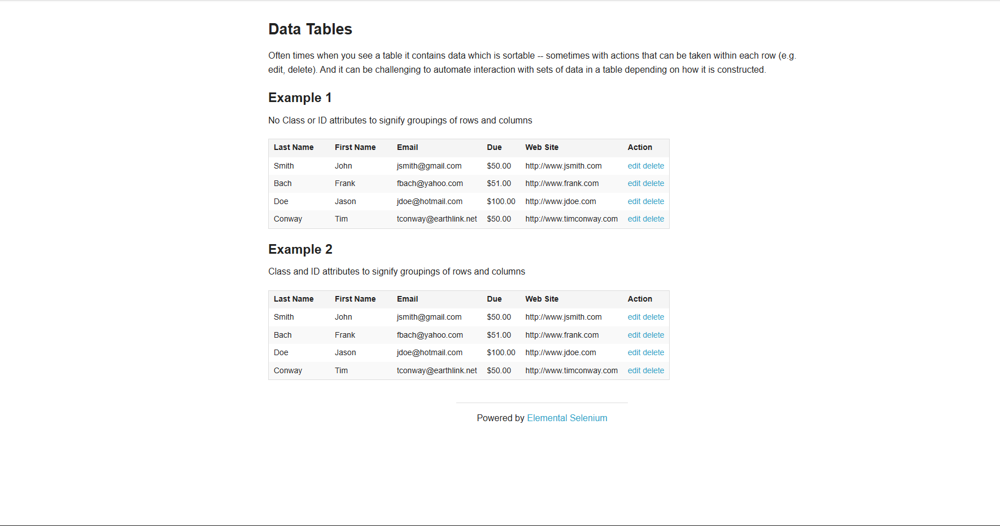 Data Tables
Often times when you see a table it contains data which is sortable -- sometimes with actions that can be taken within each row (e.g.
edit, delete). And it can be challenging to automate interaction with sets of data in a table depending on how it is constructed.
Example 1
No Class or ID attributes to signify groupings of rows and columns
Last Name First Name Email Due Web Site Action
Smith John jsmith@gmail.com $50.00 http://www.jsmith.com edit delete
Bach Frank fbach@yahoo.com $51.00 http://www.frank.com edit delete
Doe Jason jdoe@hotmail.com $100.00 http://www.jdoe.com edit delete
Conway Tim tconway@earthlink.net $50.00 http://www.timconway.com edit delete
Example 2
Class and ID attributes to signify groupings of rows and columns
Last Name First Name Email Due Web Site Action
Smith John jsmith@gmail.com $50.00 http://www.jsmith.com edit delete
Bach Frank fbach@yahoo.com $51.00 http://www.frank.com edit delete
Doe Jason jdoe@hotmail.com $100.00 http://www.jdoe.com edit delete
Conway Tim tconway@earthlink.net $50.00 http://www.timconway.com edit delete
Powered by Elemental Selenium